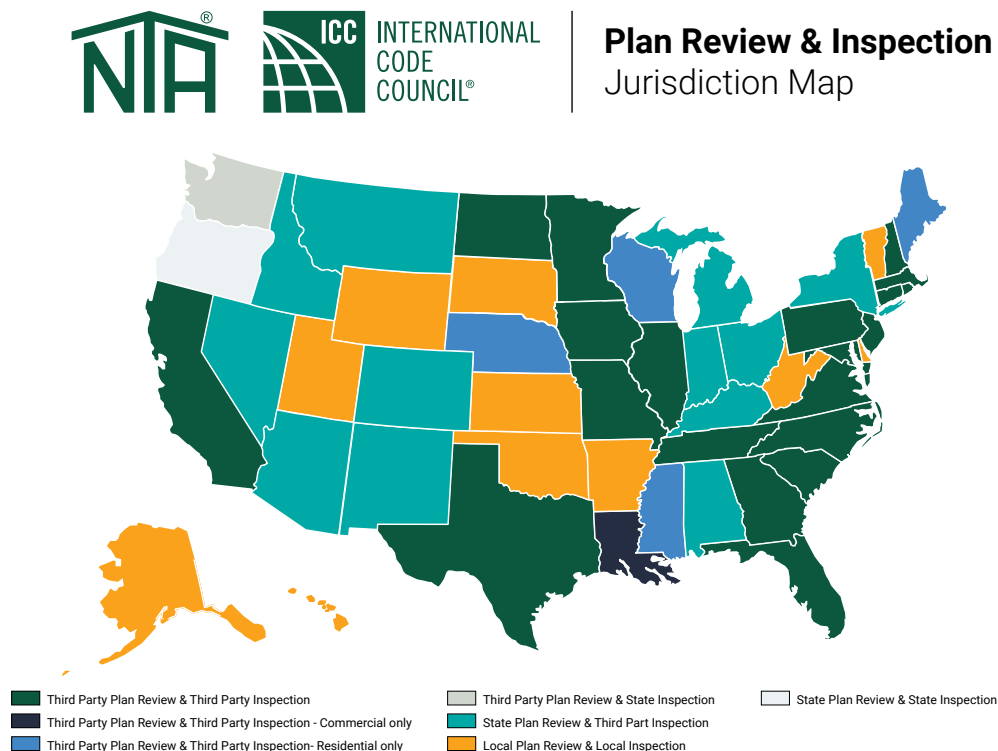 NTA®
ICC INTERNATIONAL
CODE
COUNCIL®
Plan Review & Inspection
Jurisdiction Map
Third Party Plan Review & Third Party Inspection
Third Party Plan Review & Third Party Inspection - Commercial only
Third Party Plan Review & Third Party Inspection- Residential only
Third Party Plan Review & State Inspection
State Plan Review & Third Part Inspection
Local Plan Review & Local Inspection
State Plan Review & State Inspection